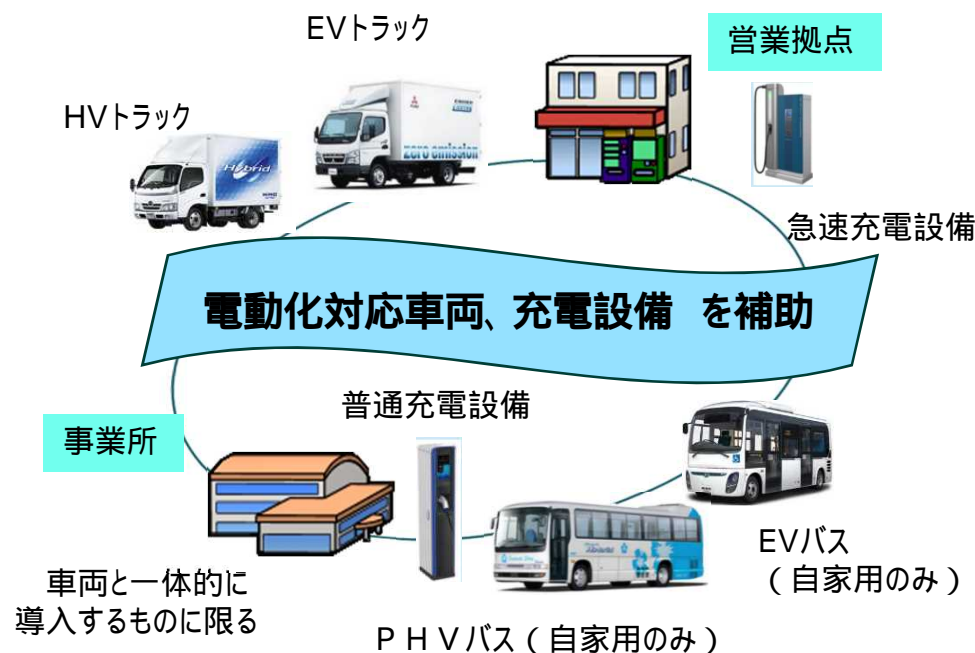 EVトラック
営業拠点
HVトラック
Hybrid
zero emission
急速充電設備
電動化対応車両、充電設備 を補助
普通充電設備
事業所
EVバス
(自家用のみ)
車両と一体的に
導入するものに限る
PHVバス(自家用のみ)